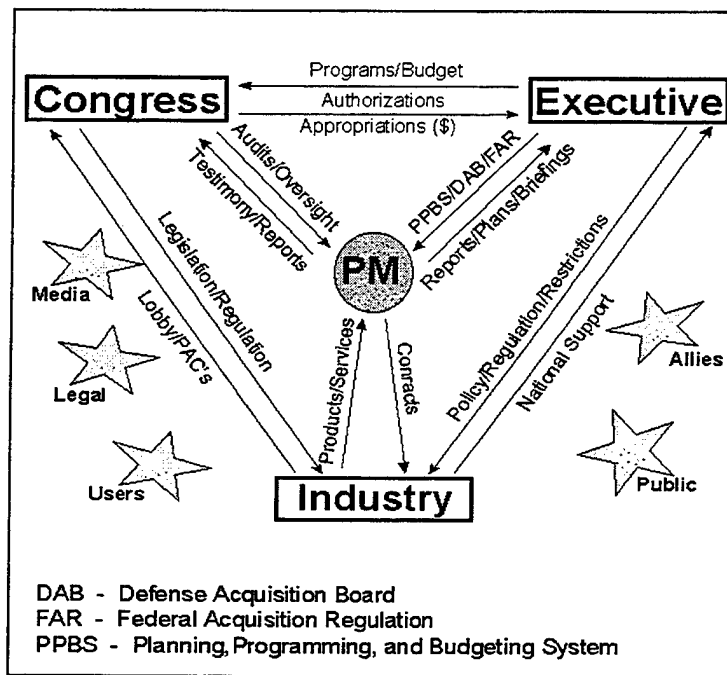 Programs/Budget
Congress
Executive
Authorizations
Appropriations ($)
Audits/Oversight
Testimony/Reports
PPBS/DAB/FAR
Reports/Plans/Briefings
PM
Legislation/Regulation
Lobby/PAC's
Policy/Regulation/Restrictions
National Support
Media
Legal
Users
Allies
Public
Products/Services
Conracts
Industry
DAB - Defense Acquisition Board
FAR - Federal Acquisition Regulation
PPBS - Planning, Programming, and Budgeting System